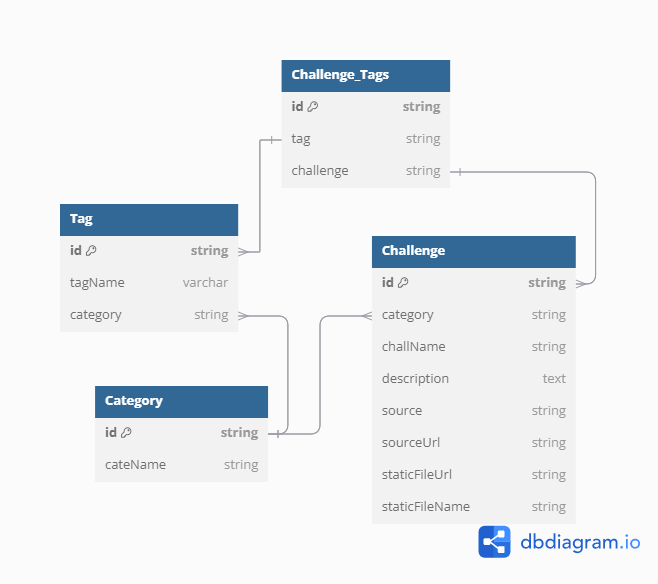 Challenge_Tags
id string
tag string
challenge string
Tag
id string
tagName varchar
category string
Challenge
id string
category string
challName string
description text
source string
sourceUrl string
staticFileUrl string
staticFileName string
Category
id string
cateName string
dbdiagram.io